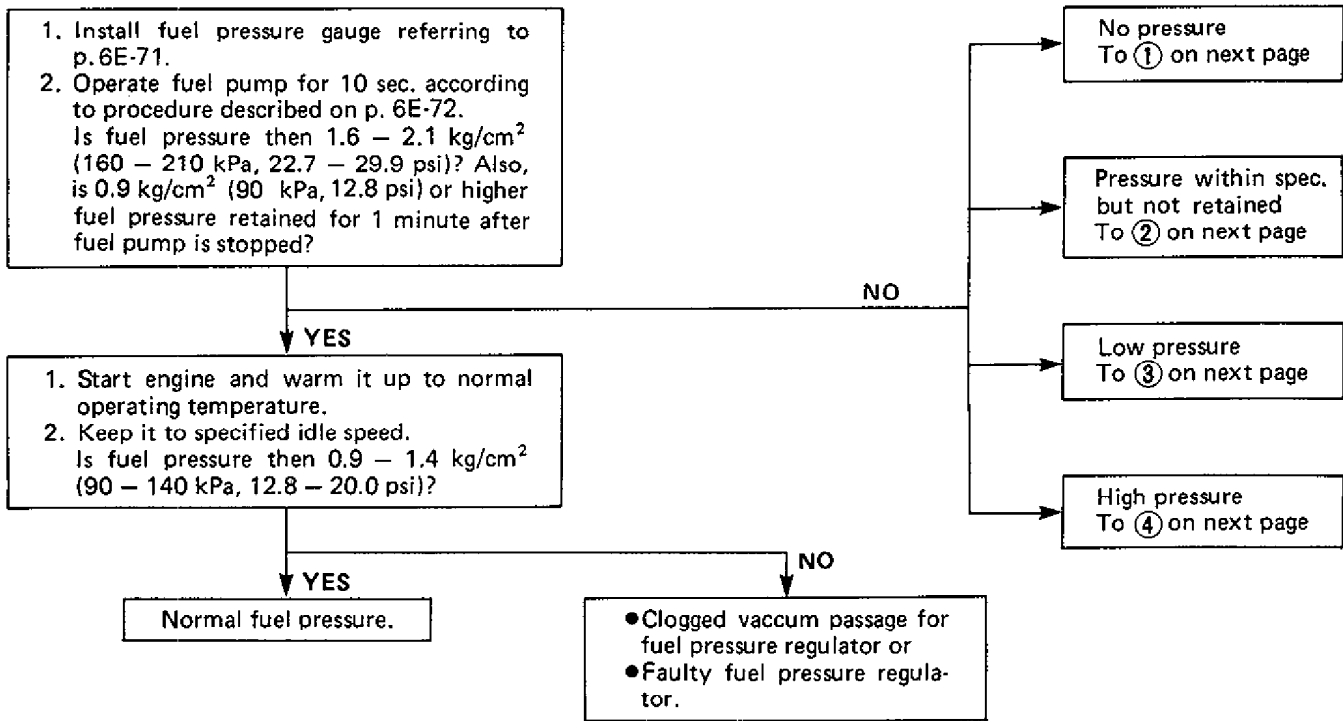 1. Install fuel pressure gauge referring to
p.6E-71.
2. Operate fuel pump for 10 sec. according
to procedure described on p. 6E-72.
Is fuel pressure then 1.6 – 2.1 kg/cm²
(160 – 210 kPa, 22.7 – 29.9 psi)? Also,
is 0.9 kg/cm² (90 kPa, 12.8 psi) or higher
fuel pressure retained for 1 minute after
fuel pump is stopped?
NO
No pressure
To ① on next page
Pressure within spec.
but not retained
To ② on next page
Low pressure
To ③ on next page
High pressure
To ④ on next page
YES
1. Start engine and warm it up to normal
operating temperature.
2. Keep it to specified idle speed.
Is fuel pressure then 0.9 – 1.4 kg/cm²
(90 – 140 kPa, 12.8 – 20.0 psi)?
YES
Normal fuel pressure.
NO
●Clogged vaccum passage for
fuel pressure regulator or
●Faulty fuel pressure regula-
tor.